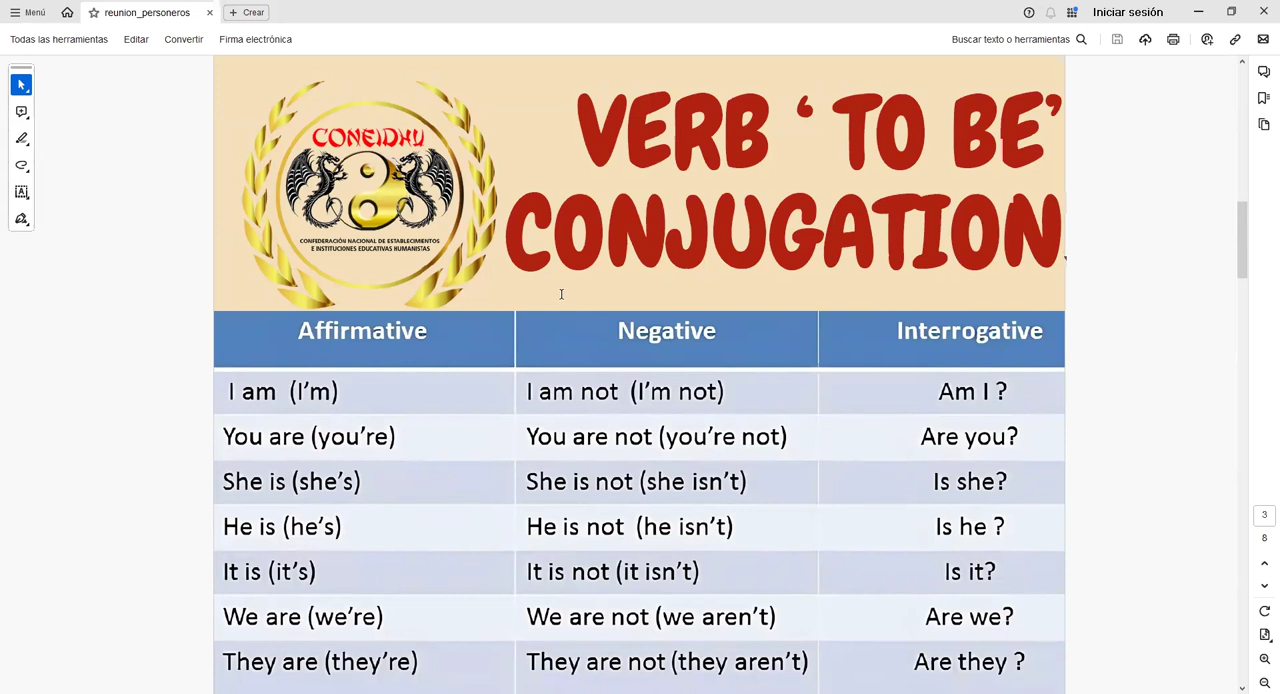 Menú reunion_personeros × + Crear Iniciar sesión
Todas las herramientas Editar Convertir Firma electrónica Buscar texto o herramientas
CONEIDHU
CONFEDERACIÓN NACIONAL DE ESTABLECIMIENTOS
E INSTITUCIONES EDUCATIVAS HUMANISTAS
VERB ‘ TO BE’
CONJUGATION
Affirmative Negative Interrogative
I am (I’m) I am not (I’m not) Am I ?
You are (you’re) You are not (you’re not) Are you?
She is (she’s) She is not (she isn’t) Is she?
He is (he’s) He is not (he isn’t) Is he ?
It is (it’s) It is not (it isn’t) Is it?
We are (we’re) We are not (we aren’t) Are we?
They are (they’re) They are not (they aren’t) Are they ?
3
8